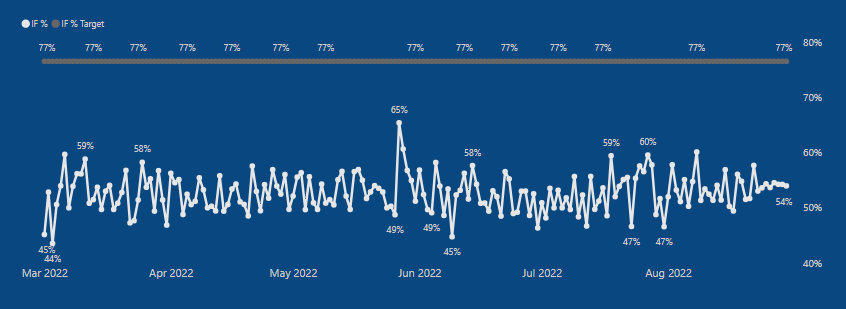 IF % IF % Target
77% 77% 77% 77% 77% 77% 77% 77% 77% 77% 77% 77% 77% 77%
80%
70%
65%
60%
59% 58% 58% 59% 60%
50%
49% 49% 54%
45% 45% 47% 47%
44%
40%
Mar 2022 Apr 2022 May 2022 Jun 2022 Jul 2022 Aug 2022